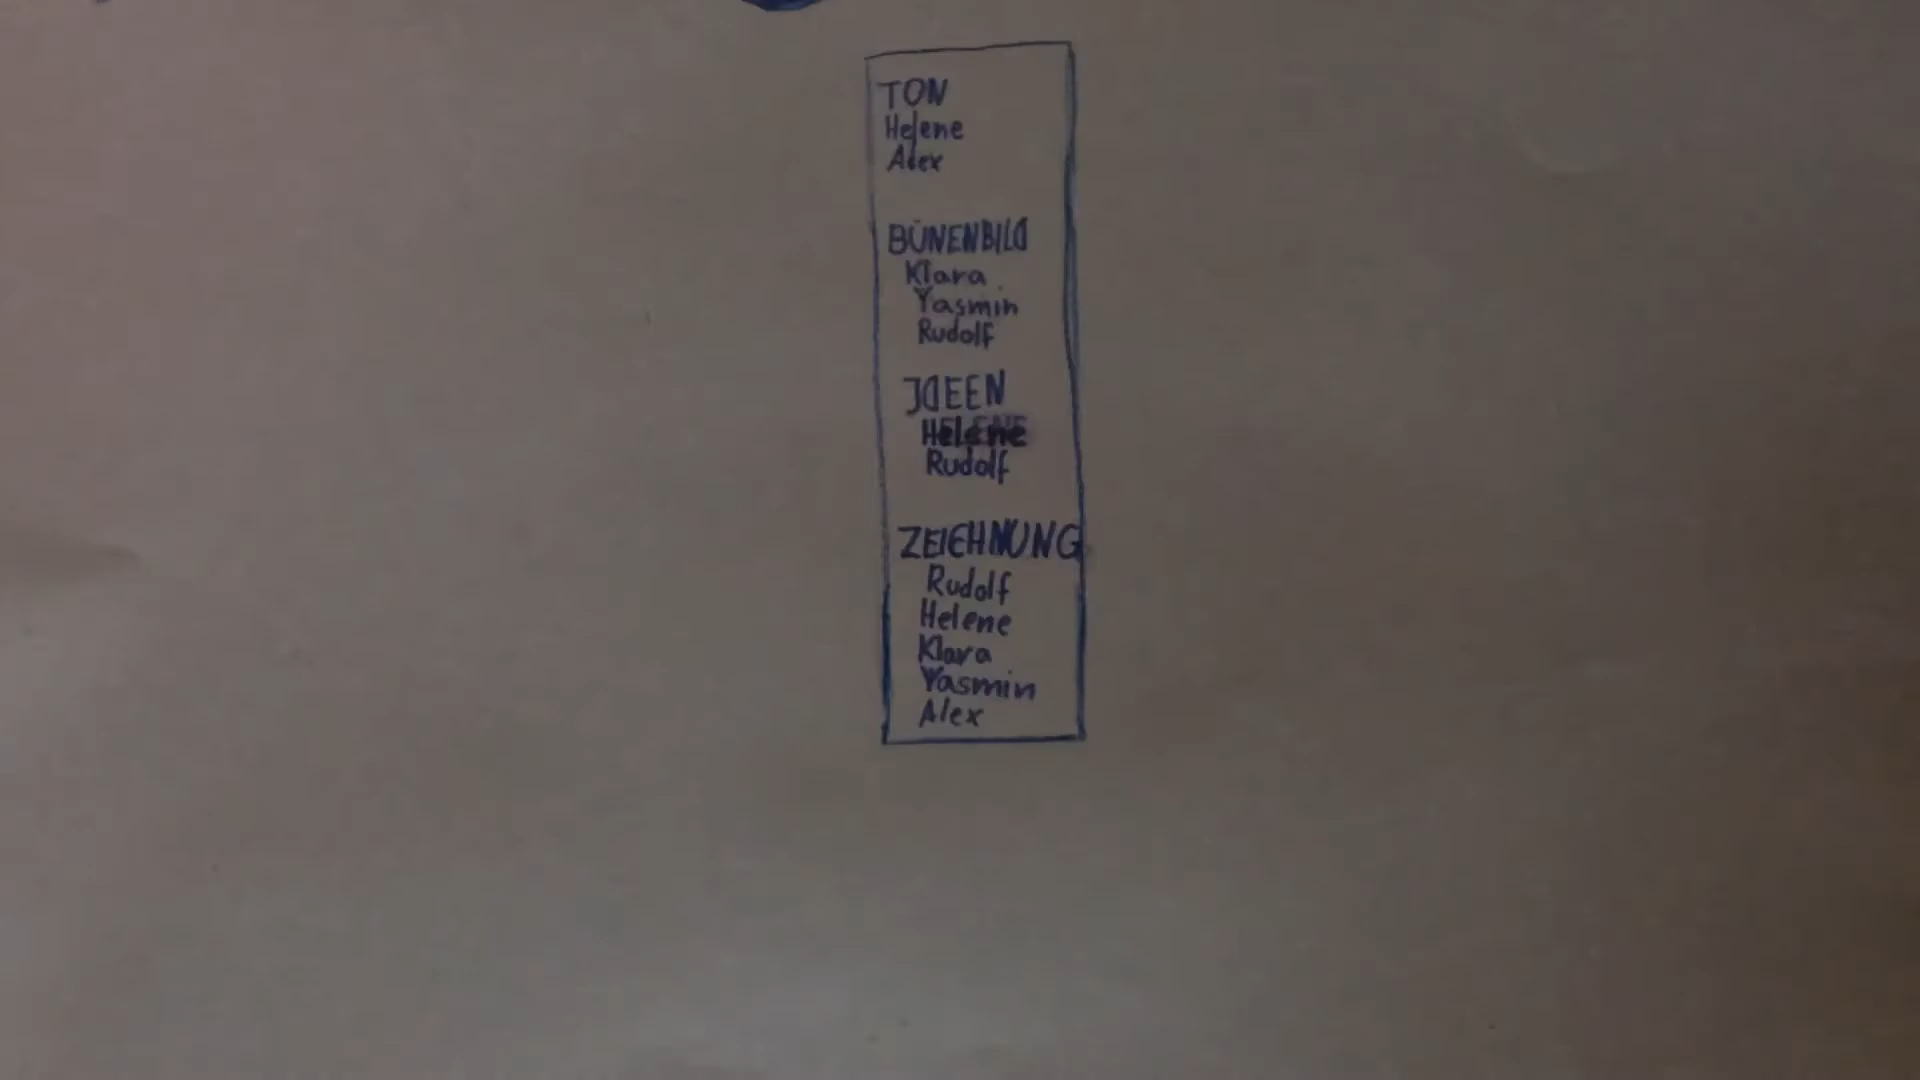 TON
Helene
Alex
BÜNENBILD
Klara
Yasmin
Rudolf
IDEEN
Helene
Rudolf
ZEICHNUNG
Rudolf
Helene
Klara
Yasmin
Alex